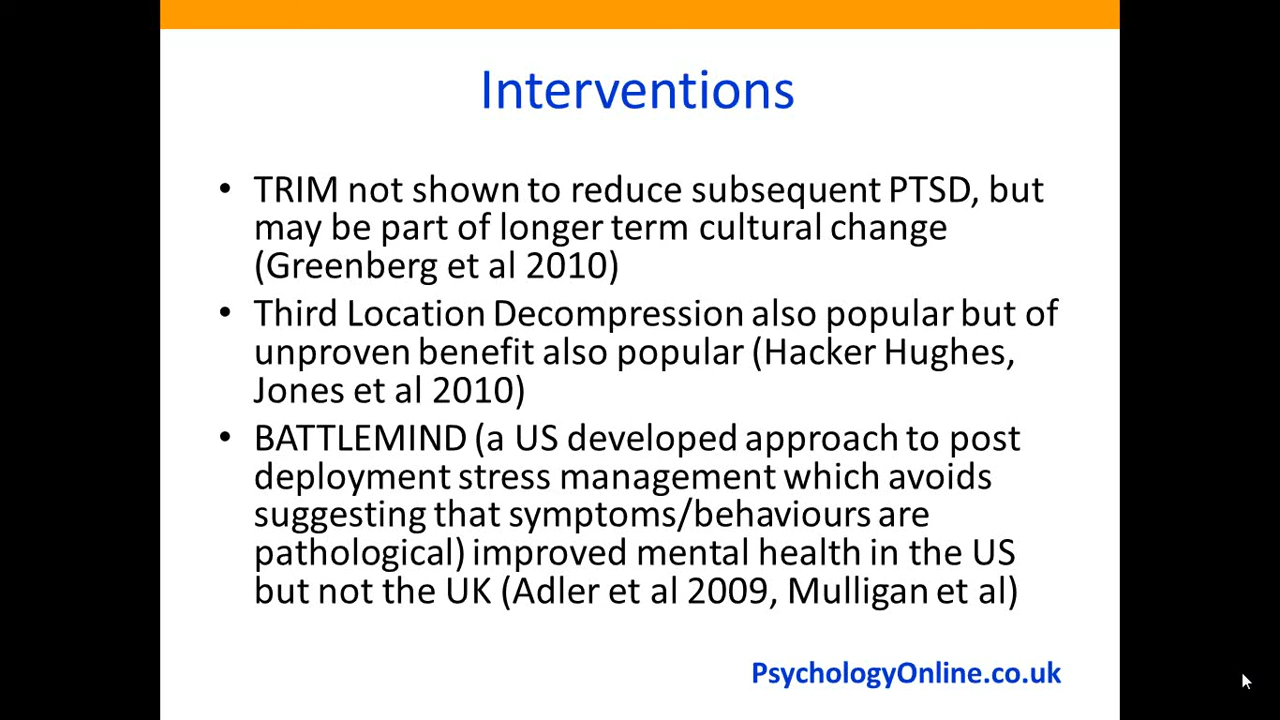 Interventions
• TRIM not shown to reduce subsequent PTSD, but
may be part of longer term cultural change
(Greenberg et al 2010)
• Third Location Decompression also popular but of
unproven benefit also popular (Hacker Hughes,
Jones et al 2010)
• BATTLEMIND (a US developed approach to post
deployment stress management which avoids
suggesting that symptoms/behaviours are
pathological) improved mental health in the US
but not the UK (Adler et al 2009, Mulligan et al)
PsychologyOnline.co.uk